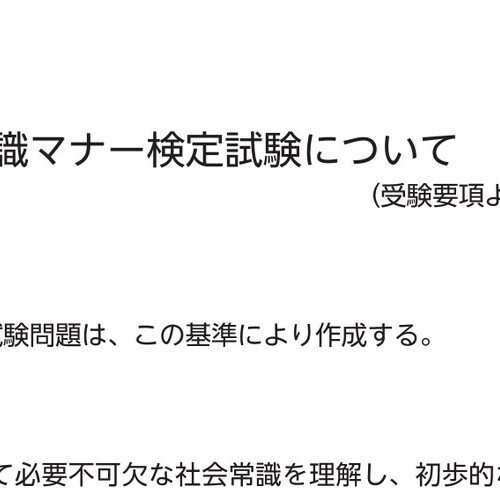 識マナー検定試験について
（受験要項よ
試験問題は、この基準により作成する。
て必要不可欠な社会常識を理解し、初歩的な